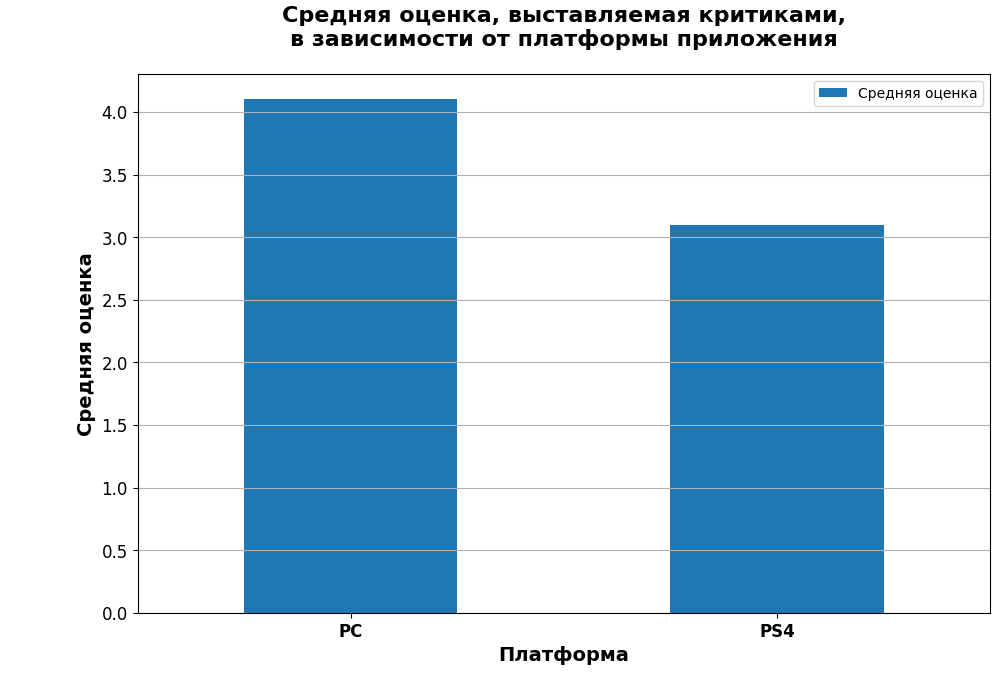 Средняя оценка, выставляемая критиками,
в зависимости от платформы приложения
Средняя оценка
4.0
3.5
3.0
2.5
2.0
1.5
1.0
0.5
0.0
Средняя оценка
PC
PS4
Платформа